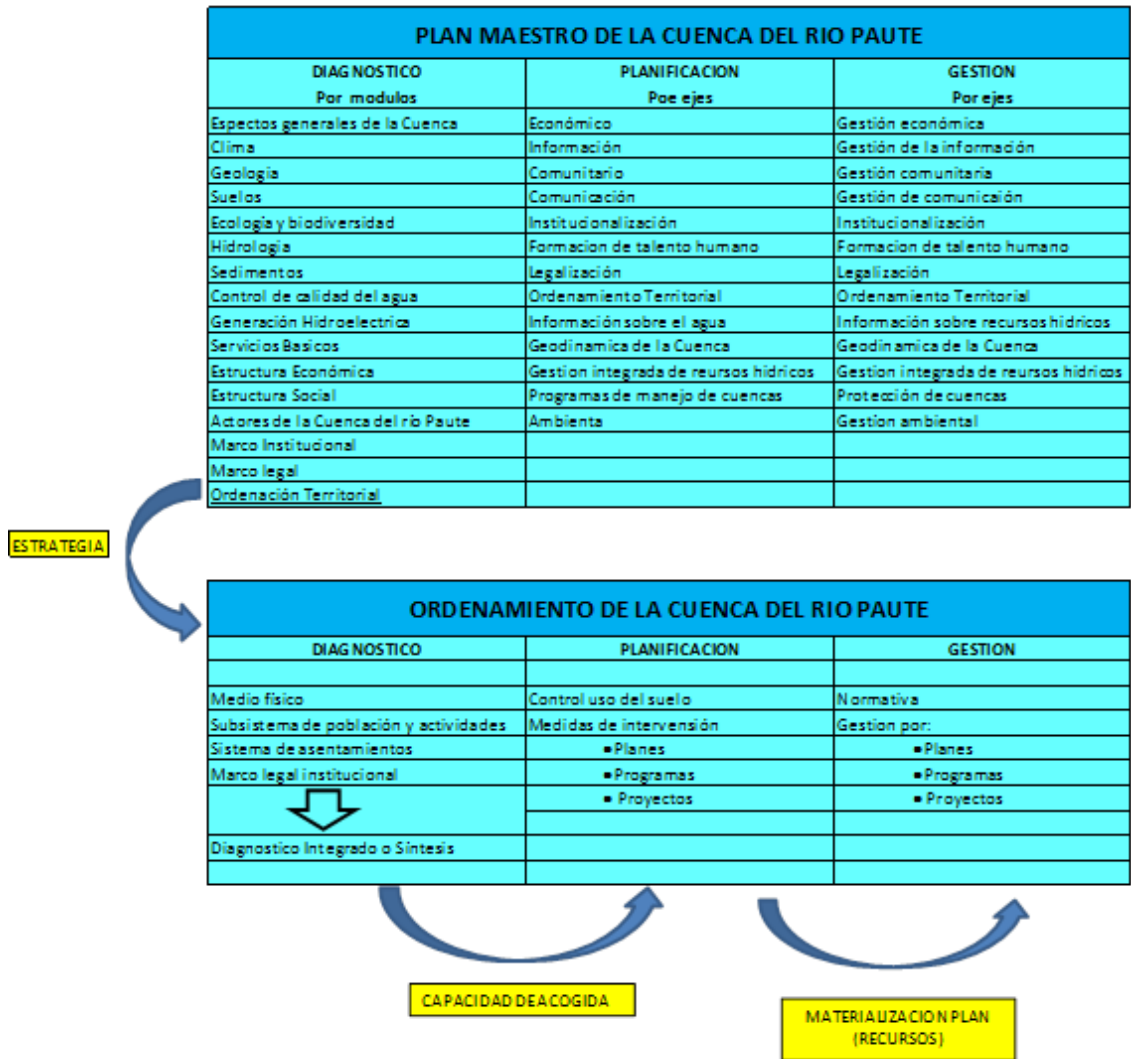 PLAN MAESTRO DE LA CUENCA DEL RIO PAUTE
DIAGNOSTICO PLANIFICACION GESTION
Por modulos Poe ejes Por ejes
Espectos generales de la Cuenca Económico Gestión económica
Clima Información Gestión de la información
Geologia Comunitario Gestión comunitaria
Suelos Comunicación Gestión de comunicaión
Ecologia y biodiversidad Institucionalización Institucionalización
Hidrologia Formacion de talento humano Formacion de talento humano
Sedimentos Legalización Legalización
Control de calidad del agua Ordenamiento Territorial Ordenamiento Territorial
Generación Hidroelectrica Información sobre el agua Información sobre recursos hidricos
Servicios Basicos Geodinamica de la Cuenca Geodinamica de la Cuenca
Estructura Económica Gestion integrada de reursos hidricos Gestion integrada de reursos hidricos
Estructura Social Programas de manejo de cuencas Protección de cuencas
Actores de la Cuenca del río Paute Ambienta Gestion ambiental
Marco Institucional
Marco legal
Ordenación Territorial
ESTRATEGIA
ORDENAMIENTO DE LA CUENCA DEL RIO PAUTE
DIAGNOSTICO PLANIFICACION GESTION
Medio físico Control uso del suelo Normativa
Subsistema de población y actividades Medidas de intervención Gestion por:
Sistema de asentamientos •Planes •Planes
Marco legal institucional •Programas •Programas
• Proyectos • Proyectos
Diagnostico Integrado o Síntesis
CAPACIDAD DE ACOGIDA
MATERIALIZACION PLAN
(RECURSOS)